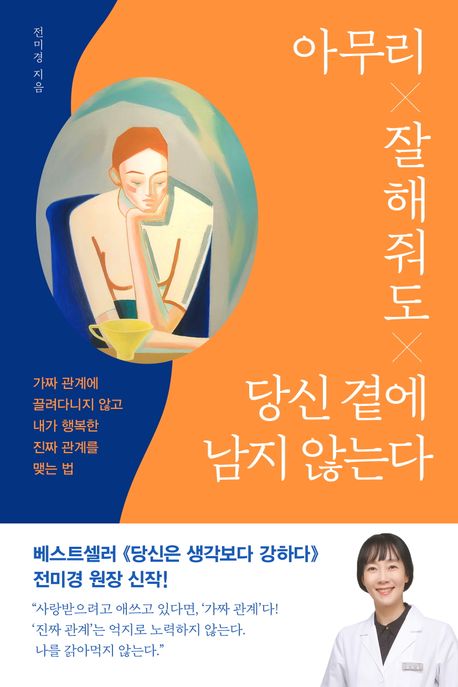 전미경 지음
아무리
×
잘해줘도
×
당신 곁에
남지 않는다
가짜 관계에
끌려다니지 않고
내가 행복한
진짜 관계를
맺는 법
베스트셀러 《당신은 생각보다 강하다》
전미경 원장 신작!
“사랑받으려고 애쓰고 있다면, ‘가짜 관계’다!
‘진짜 관계’는 억지로 노력하지 않는다.
나를 갉아먹지 않는다.”